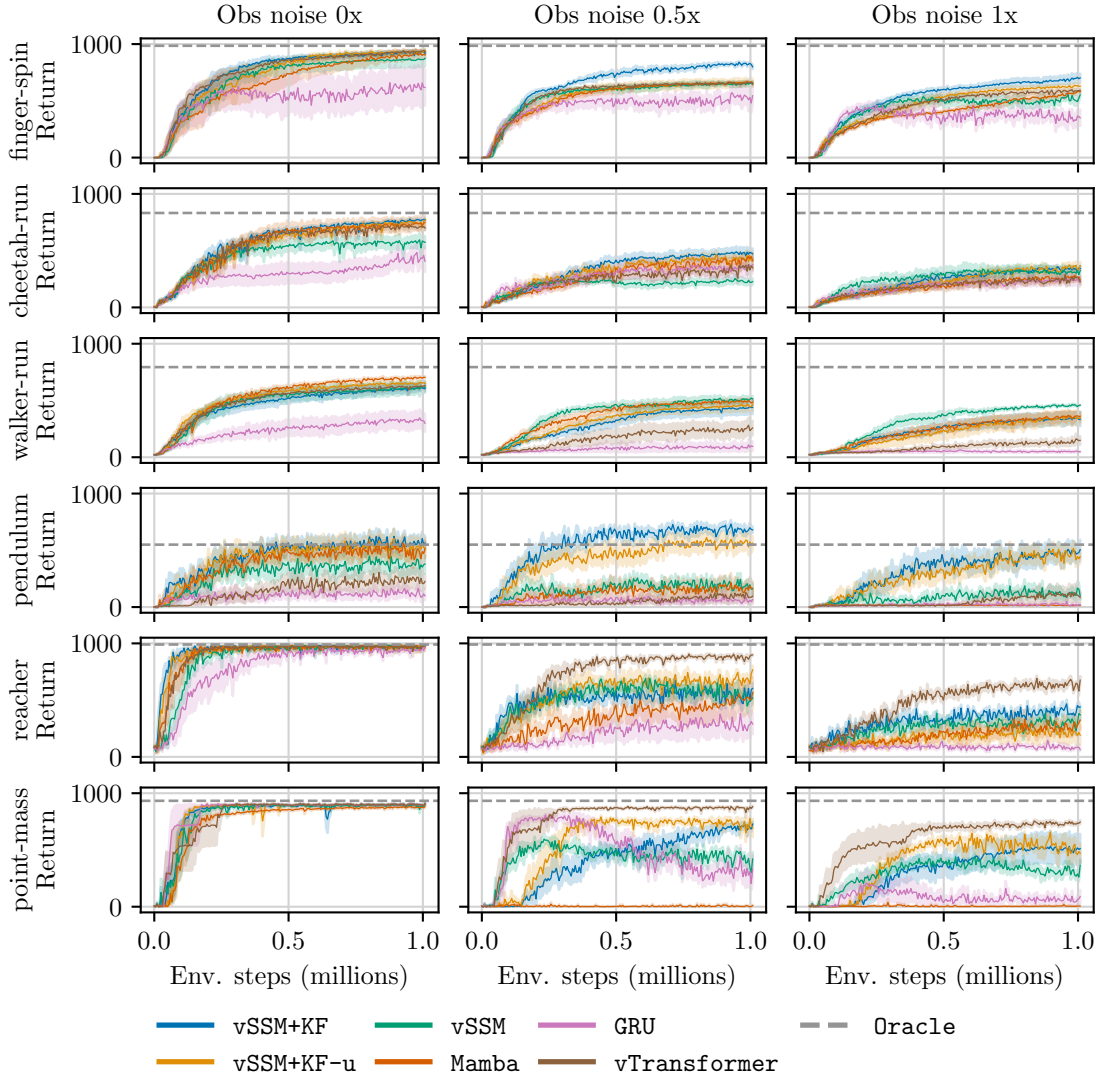 Obs noise 0x Obs noise 0.5x Obs noise 1x
finger-spin
Return
1000
0
cheetah-run
Return
1000
0
walker-run
Return
1000
0
pendulum
Return
1000
0
reacher
Return
1000
0
point-mass
Return
1000
0
0.0 0.5 1.0 0.0 0.5 1.0 0.0 0.5 1.0
Env. steps (millions) Env. steps (millions) Env. steps (millions)
vSSM+KF vSSM GRU Oracle
vSSM+KF-u Mamba vTransformer